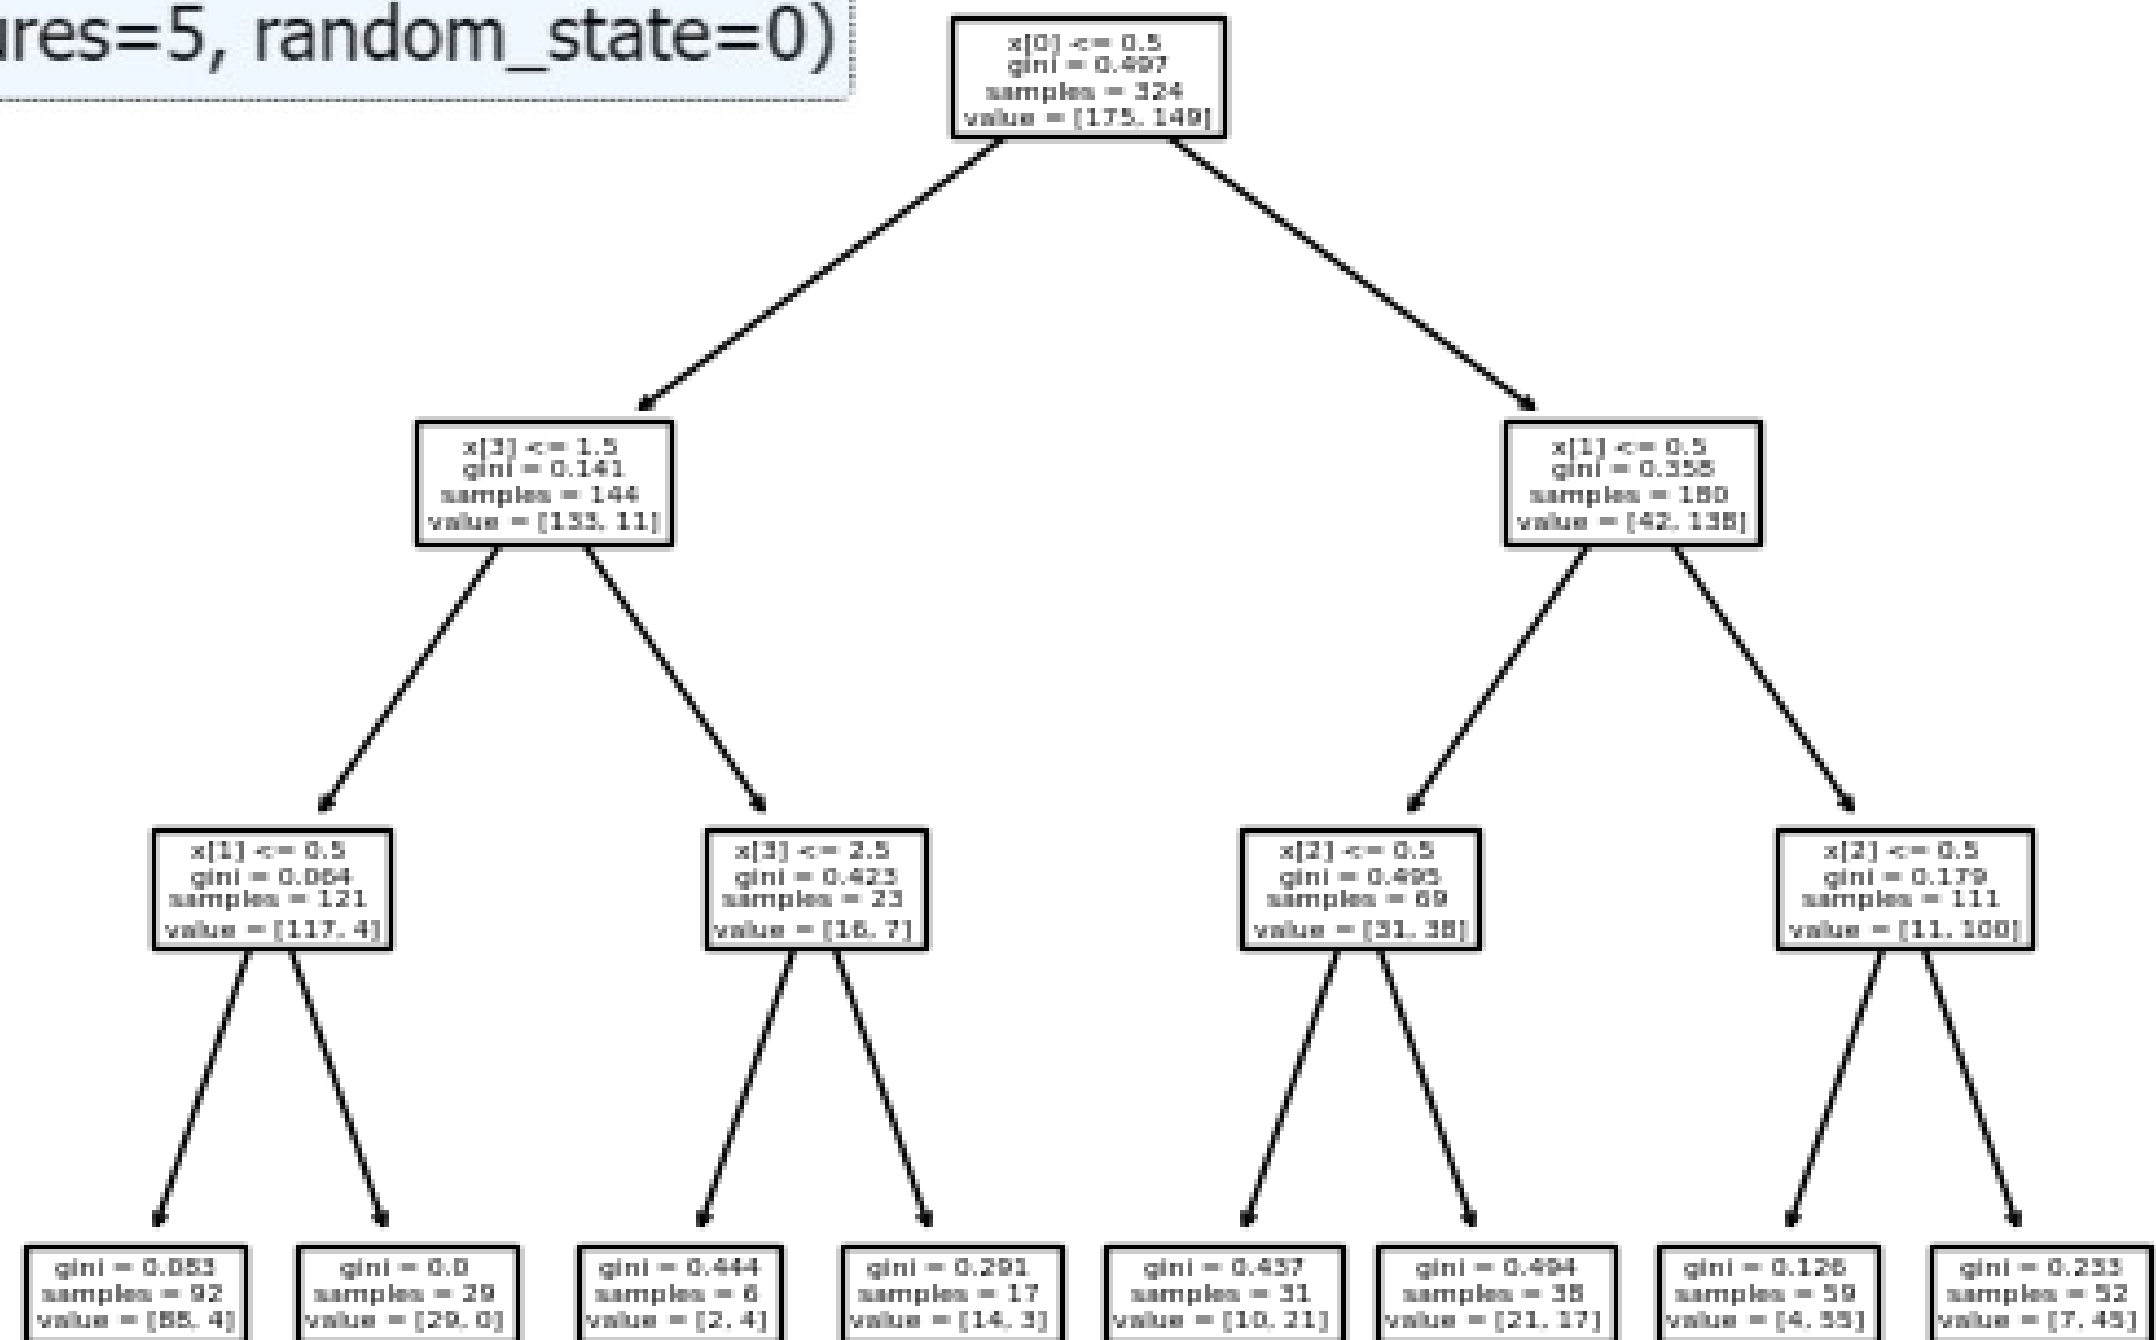 ures=5, random_state=0)
x[0] <= 0.5
gini = 0.497
samples = 324
value = [175, 149]
x[3] <= 1.5
gini = 0.141
samples = 144
value = [133, 11]
x[1] <= 0.5
gini = 0.358
samples = 180
value = [42, 138]
x[1] <= 0.5
gini = 0.064
samples = 121
value = [117, 4]
x[3] <= 2.5
gini = 0.423
samples = 23
value = [16, 7]
x[2] <= 0.5
gini = 0.495
samples = 69
value = [31, 38]
x[2] <= 0.5
gini = 0.179
samples = 111
value = [11, 100]
gini = 0.083
samples = 92
value = [88, 4]
gini = 0.0
samples = 29
value = [29, 0]
gini = 0.444
samples = 6
value = [2, 4]
gini = 0.291
samples = 17
value = [14, 3]
gini = 0.437
samples = 31
value = [10, 21]
gini = 0.494
samples = 38
value = [21, 17]
gini = 0.126
samples = 59
value = [4, 55]
gini = 0.233
samples = 52
value = [7, 45]